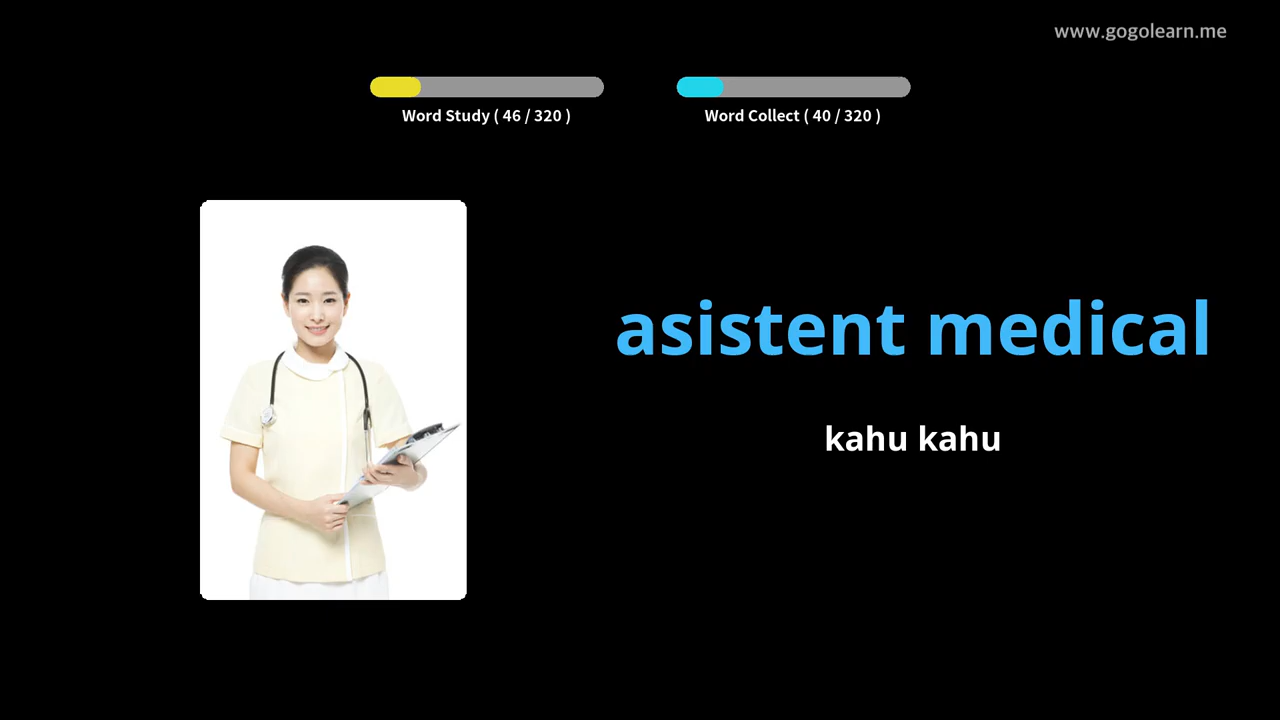 www.gogolearn.me
Word Study ( 46 / 320 )
Word Collect ( 40 / 320 )
asistent medical
kahu kahu